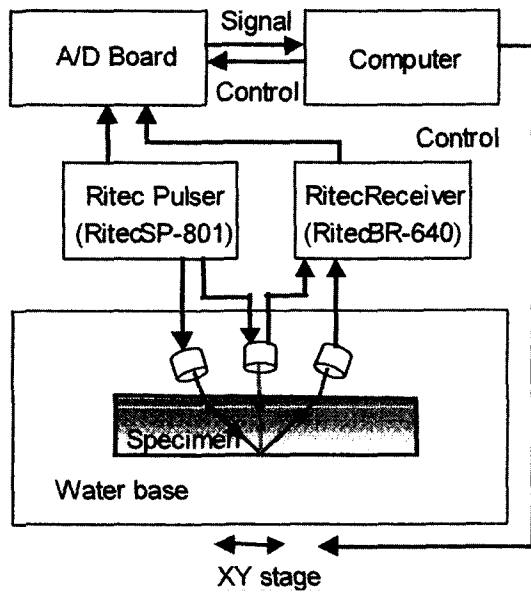 Signal
A/D Board
Computer
Control
Control
Ritec Pulser
(RitecSP-801)
RitecReceiver
(RitecBR-640)
Specimen
Water base
XY stage